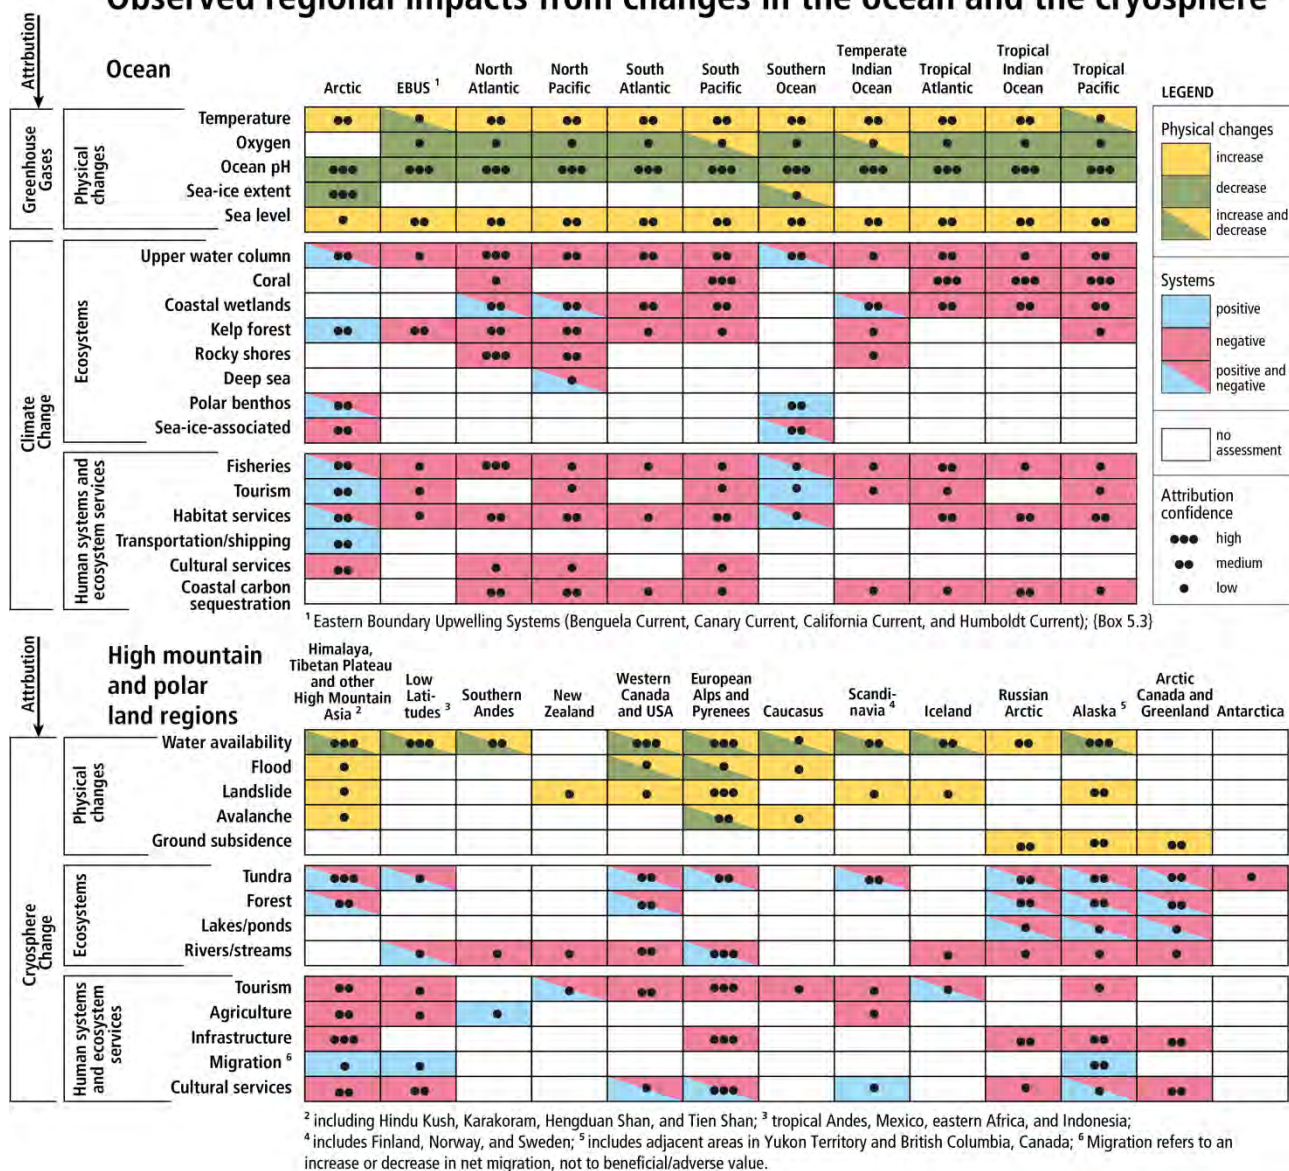 Observed regional impacts from changes in the ocean and the cryosphere
Attribution
Ocean
Arctic
EBUS 1
North
Atlantic
North
Pacific
South
Atlantic
South
Pacific
Southern
Ocean
Temperate
Indian
Ocean
Tropical
Atlantic
Tropical
Indian
Ocean
Tropical
Pacific
LEGEND
Greenhouse
Gases
Physical
changes
Temperature
Oxygen
Ocean pH
Sea-ice extent
Sea level
Climate
Change
Ecosystems
Upper water column
Coral
Coastal wetlands
Kelp forest
Rocky shores
Deep sea
Polar benthos
Sea-ice-associated
Human systems and
ecosystem services
Fisheries
Tourism
Habitat services
Transportation/shipping
Cultural services
Coastal carbon
sequestration
Physical changes
increase
decrease
increase and
decrease
Systems
positive
negative
positive and
negative
no
assessment
Attribution
confidence
high
medium
low
1 Eastern Boundary Upwelling Systems (Benguela Current, Canary Current, California Current, and Humboldt Current); {Box 5.3}
Attribution
High mountain
and polar
land regions
Himalaya,
Tibetan Plateau
and other
High Mountain
Asia 2
Low
Lati-
tudes 3
Southern
Andes
New
Zealand
Western
Canada
and USA
European
Alps and
Pyrenees
Caucasus
Scandi-
navia 4
Iceland
Russian
Arctic
Alaska 5
Arctic
Canada and
Greenland
Antarctica
Cryosphere
Change
Physical
changes
Water availability
Flood
Landslide
Avalanche
Ground subsidence
Ecosystems
Tundra
Forest
Lakes/ponds
Rivers/streams
Human systems
and ecosystem
services
Tourism
Agriculture
Infrastructure
Migration 6
Cultural services
2 including Hindu Kush, Karakoram, Hengduan Shan, and Tien Shan; 3 tropical Andes, Mexico, eastern Africa, and Indonesia;
4 includes Finland, Norway, and Sweden; 5 includes adjacent areas in Yukon Territory and British Columbia, Canada; 6 Migration refers to an
increase or decrease in net migration, not to beneficial/adverse value.